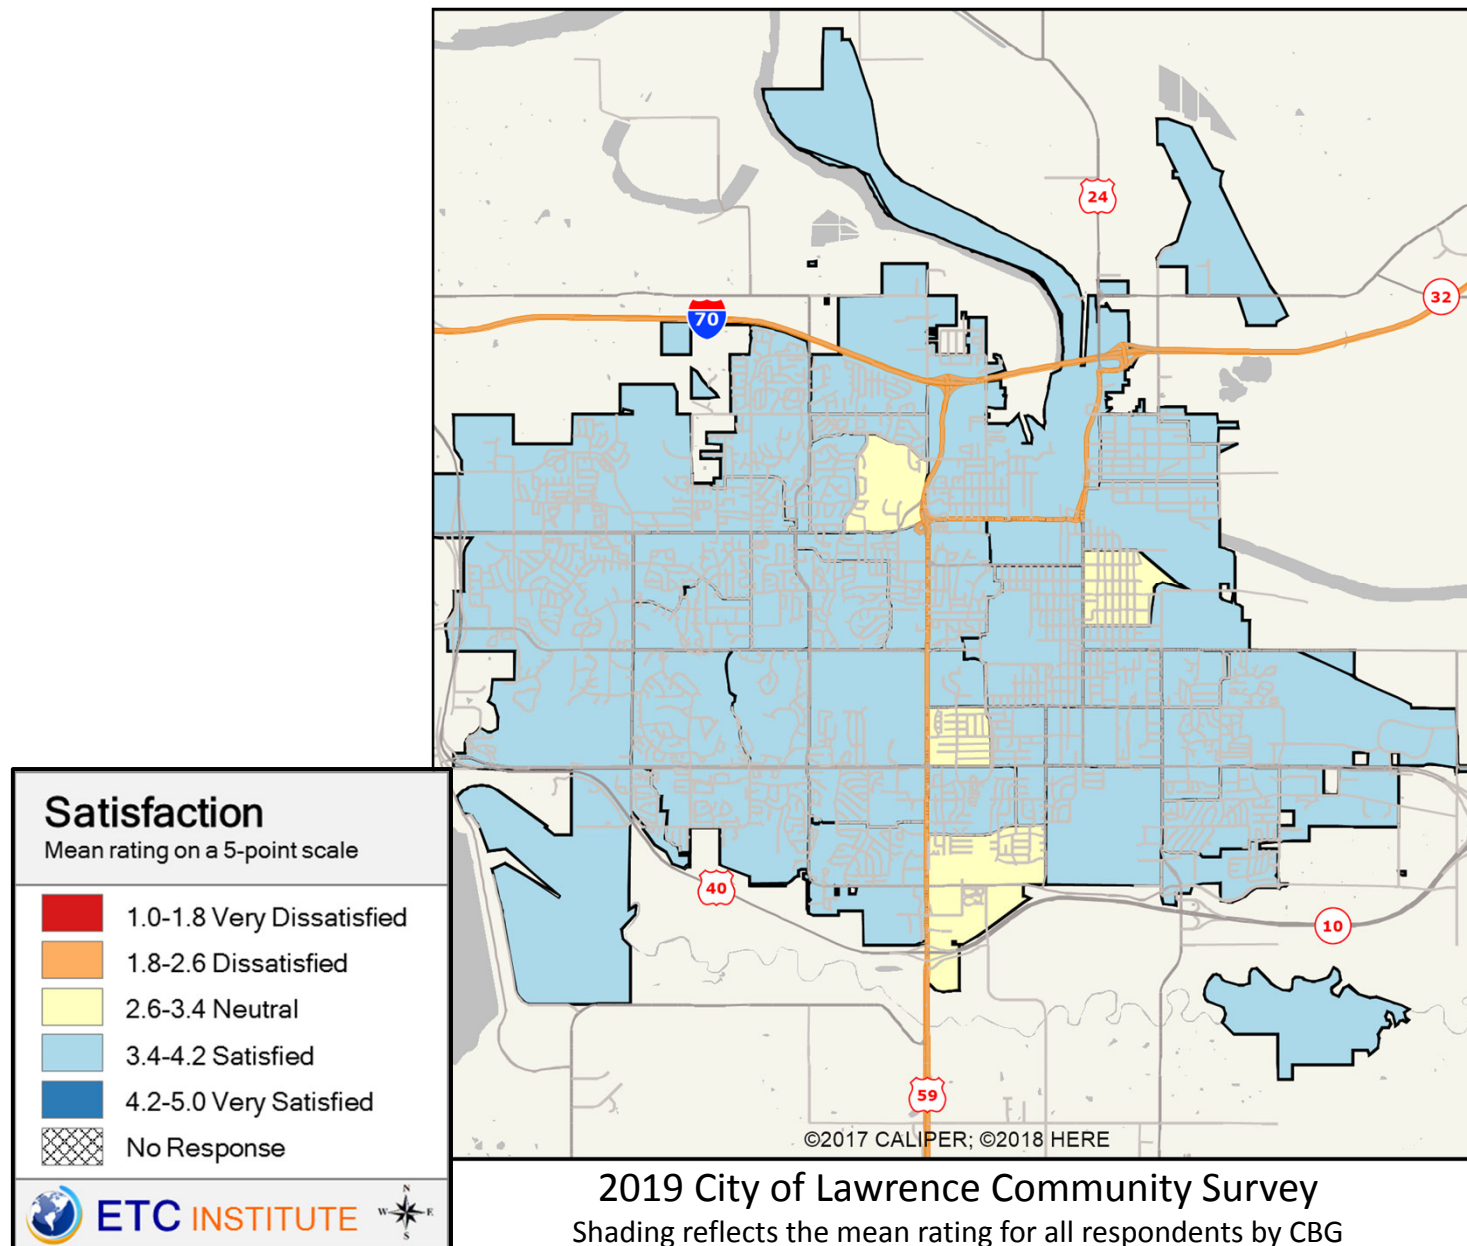 24
32
70
40
10
59
©2017 CALIPER; ©2018 HERE
Satisfaction
Mean rating on a 5-point scale
1.0-1.8 Very Dissatisfied
1.8-2.6 Dissatisfied
2.6-3.4 Neutral
3.4-4.2 Satisfied
4.2-5.0 Very Satisfied
No Response
ETC INSTITUTE
N
W E
S
2019 City of Lawrence Community Survey
Shading reflects the mean rating for all respondents by CBG